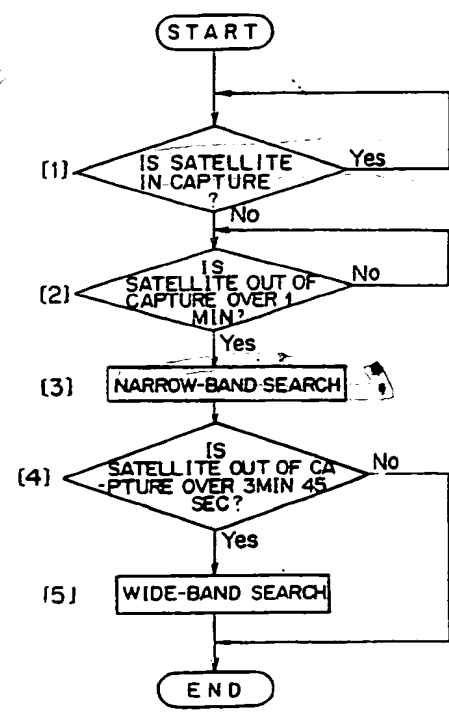 START
[1]
IS SATELLITE
IN CAPTURE
?
Yes
No
[2]
IS
SATELLITE OUT OF
CAPTURE OVER 1
MIN?
No
Yes
[3]
NARROW-BAND SEARCH
[4]
IS
SATELLITE OUT OF CA
-PTURE OVER 3MIN 45
SEC?
No
Yes
[5]
WIDE-BAND SEARCH
END